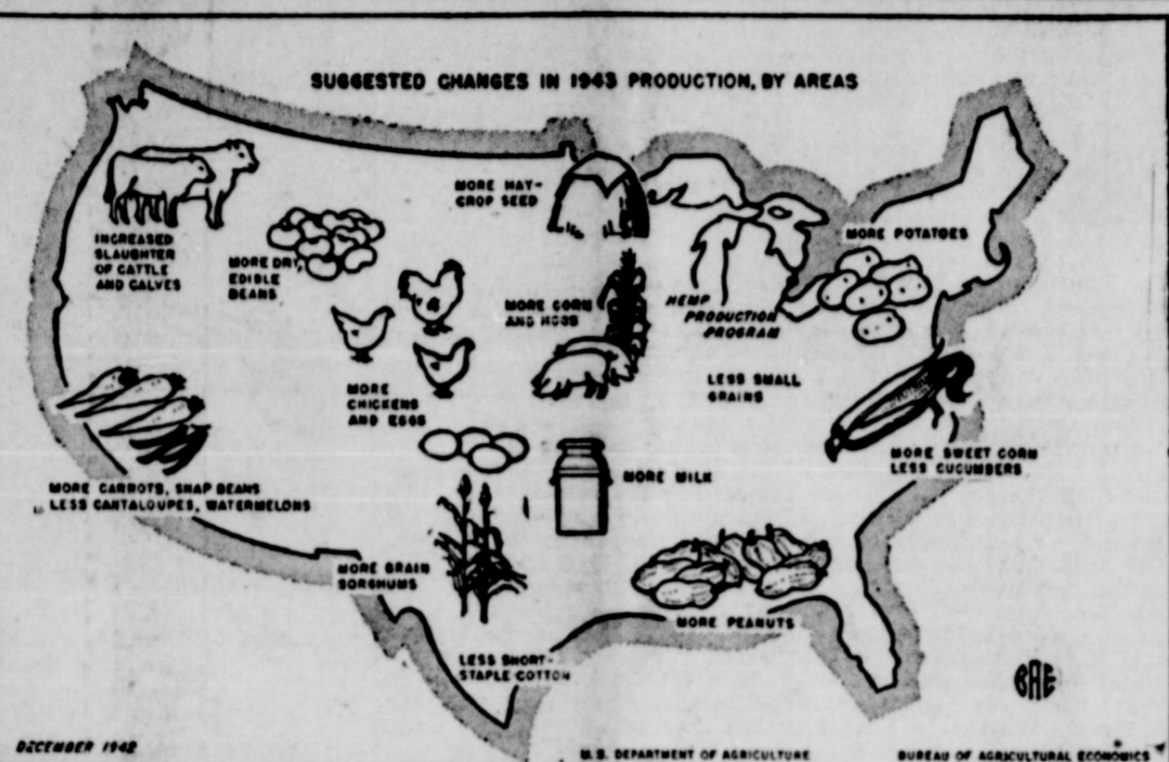 SUGGESTED CHANGES IN 1943 PRODUCTION, BY AREAS
MORE HAY-
CROP SEED
MORE POTATOES
INCREASED
SLAUGHTER
OF CATTLE
AND CALVES
MORE DRY,
EDIBLE
BEANS
MORE CORN
AND HOGS
HEMP
PRODUCTION
PROGRAM
MORE
CHICKENS
AND EGGS
LESS SMALL
GRAINS
MORE SWEET CORN
LESS CUCUMBERS
MORE CARROTS, SNAP BEANS
LESS CANTALOUPES, WATERMELONS
MORE MILK
MORE GRAIN
SORGHUMS
MORE PEANUTS
LESS SHORT-
STAPLE COTTON
BAE
DECEMBER 1942
U.S. DEPARTMENT OF AGRICULTURE
BUREAU OF AGRICULTURAL ECONOMICS